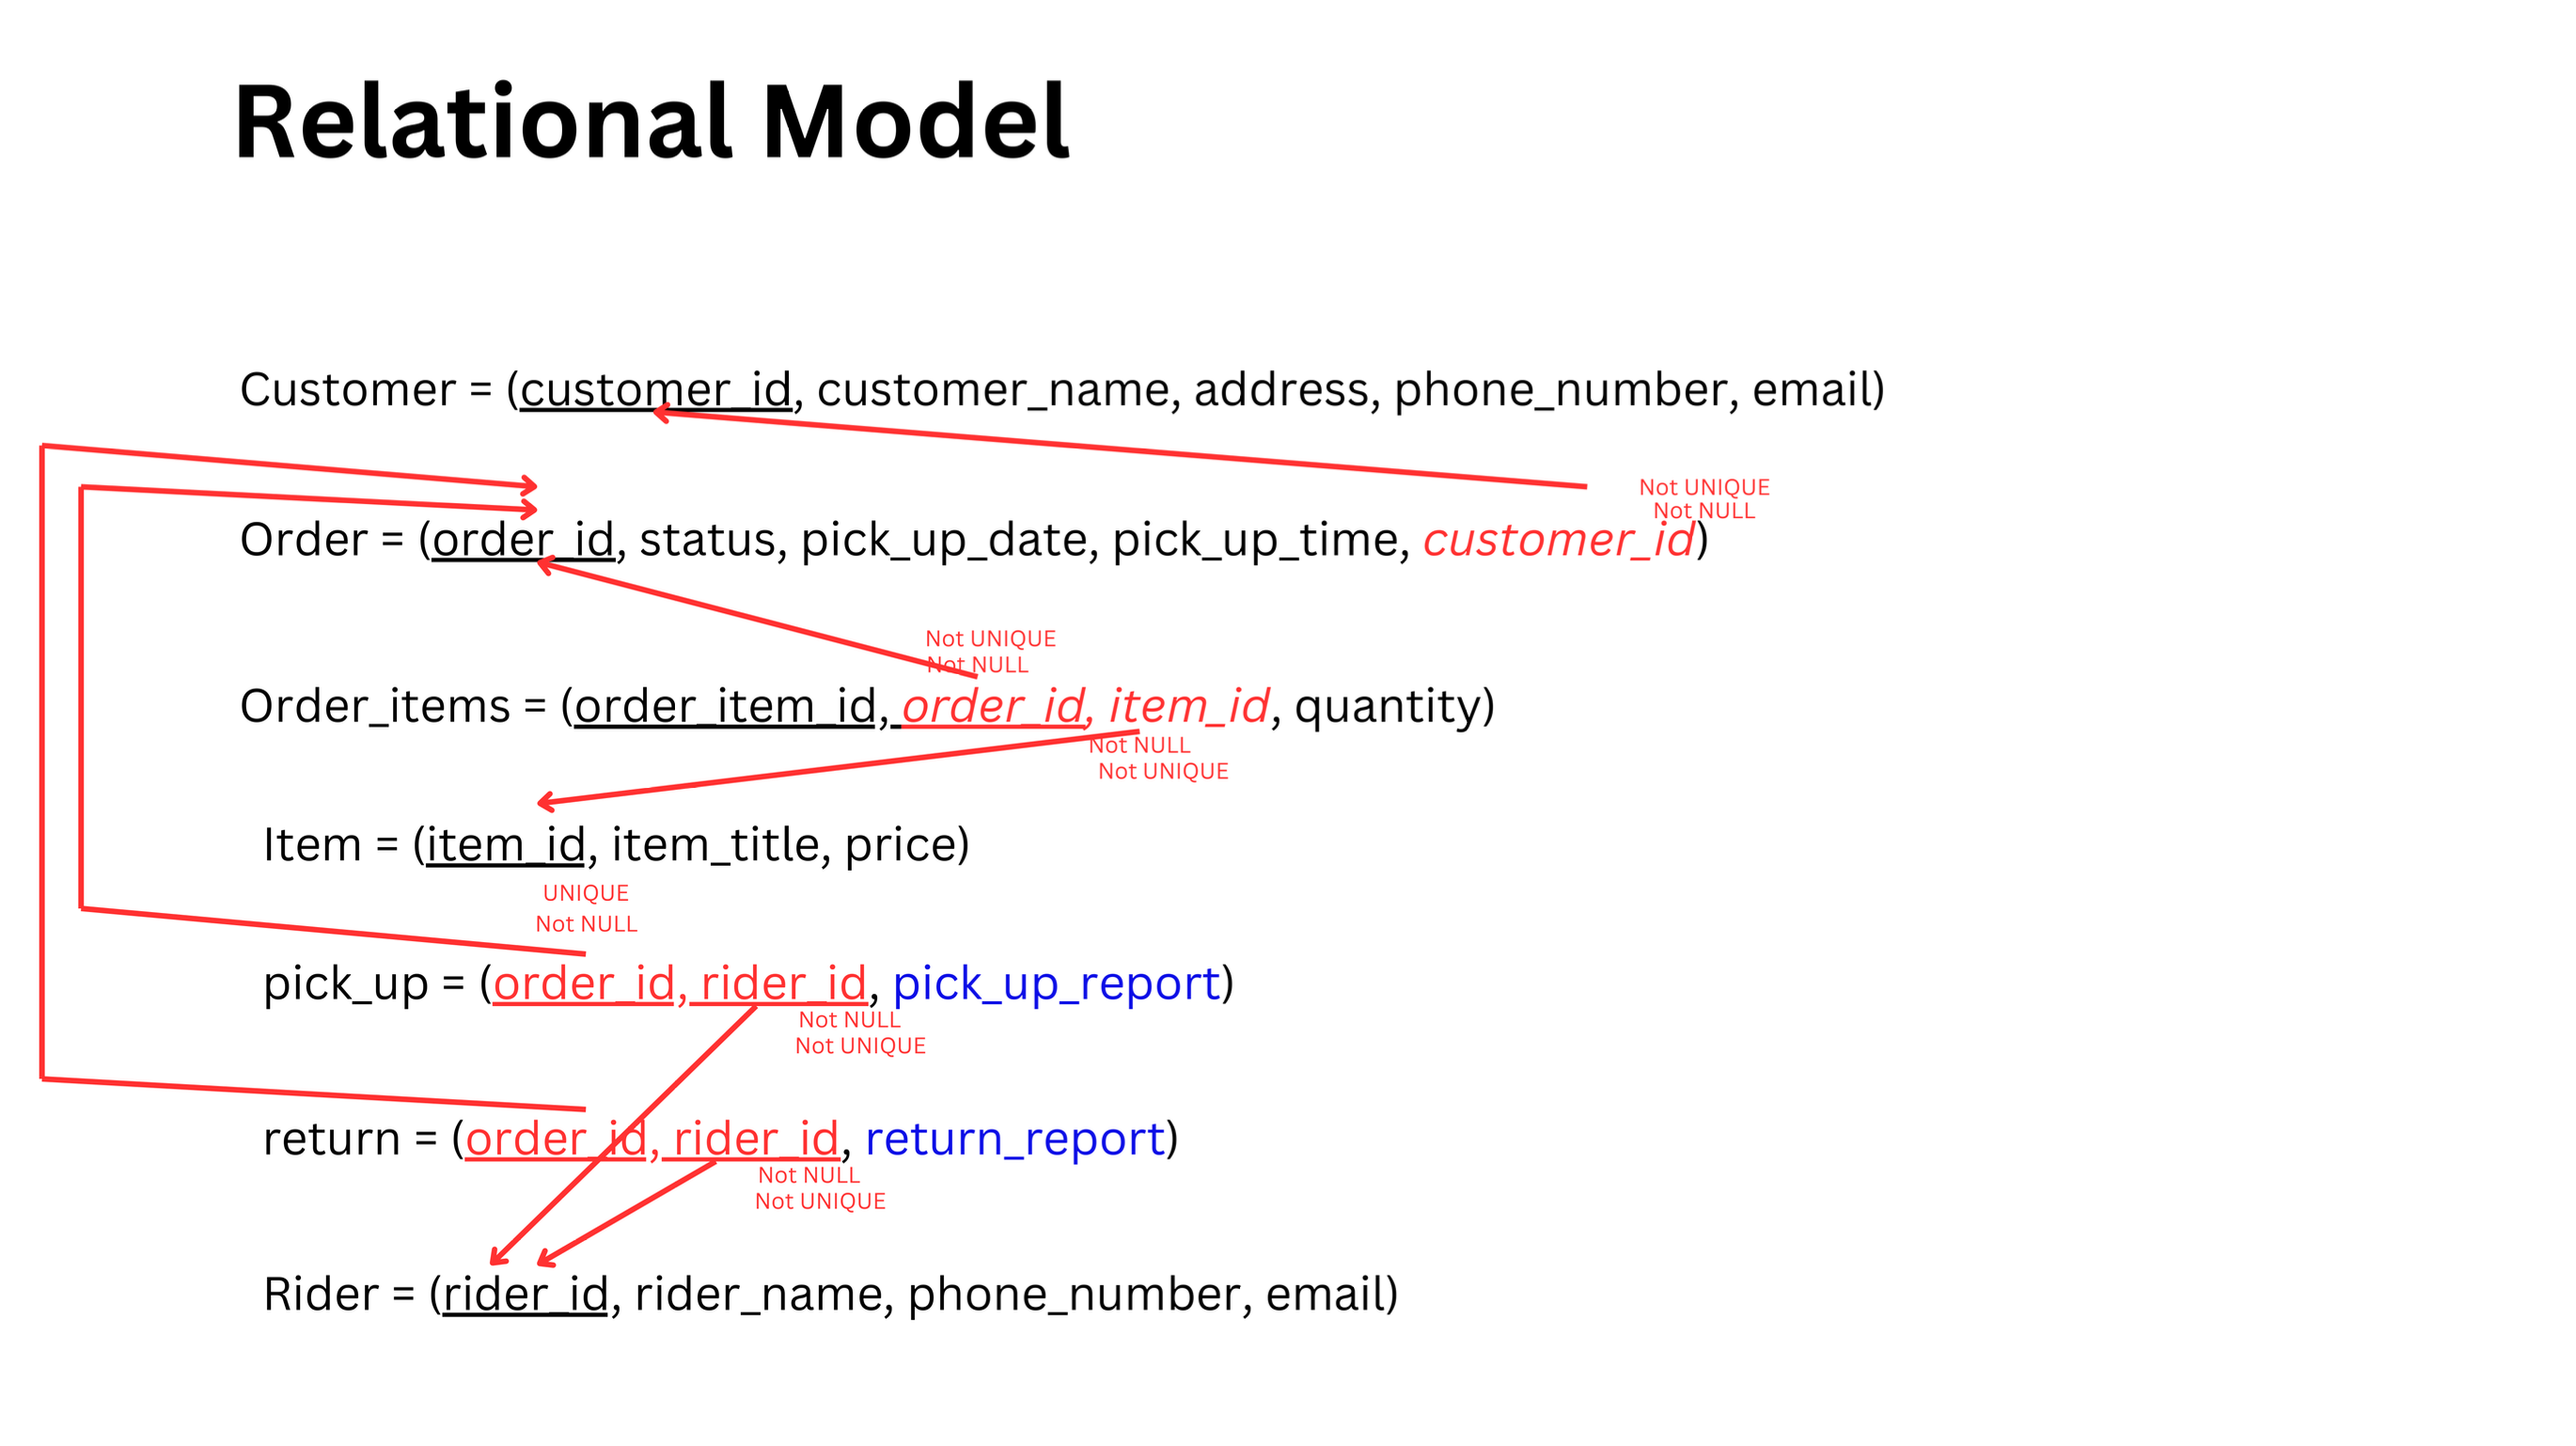 Relational Model
Customer = (customer_id, customer_name, address, phone_number, email)
Not UNIQUE
Not NULL
Order = (order_id, status, pick_up_date, pick_up_time, customer_id)
Not UNIQUE
Not NULL
Order_items = (order_item_id, order_id, item_id, quantity)
Not NULL
Not UNIQUE
Item = (item_id, item_title, price)
UNIQUE
Not NULL
pick_up = (order_id, rider_id, pick_up_report)
Not NULL
Not UNIQUE
return = (order_id, rider_id, return_report)
Not NULL
Not UNIQUE
Rider = (rider_id, rider_name, phone_number, email)